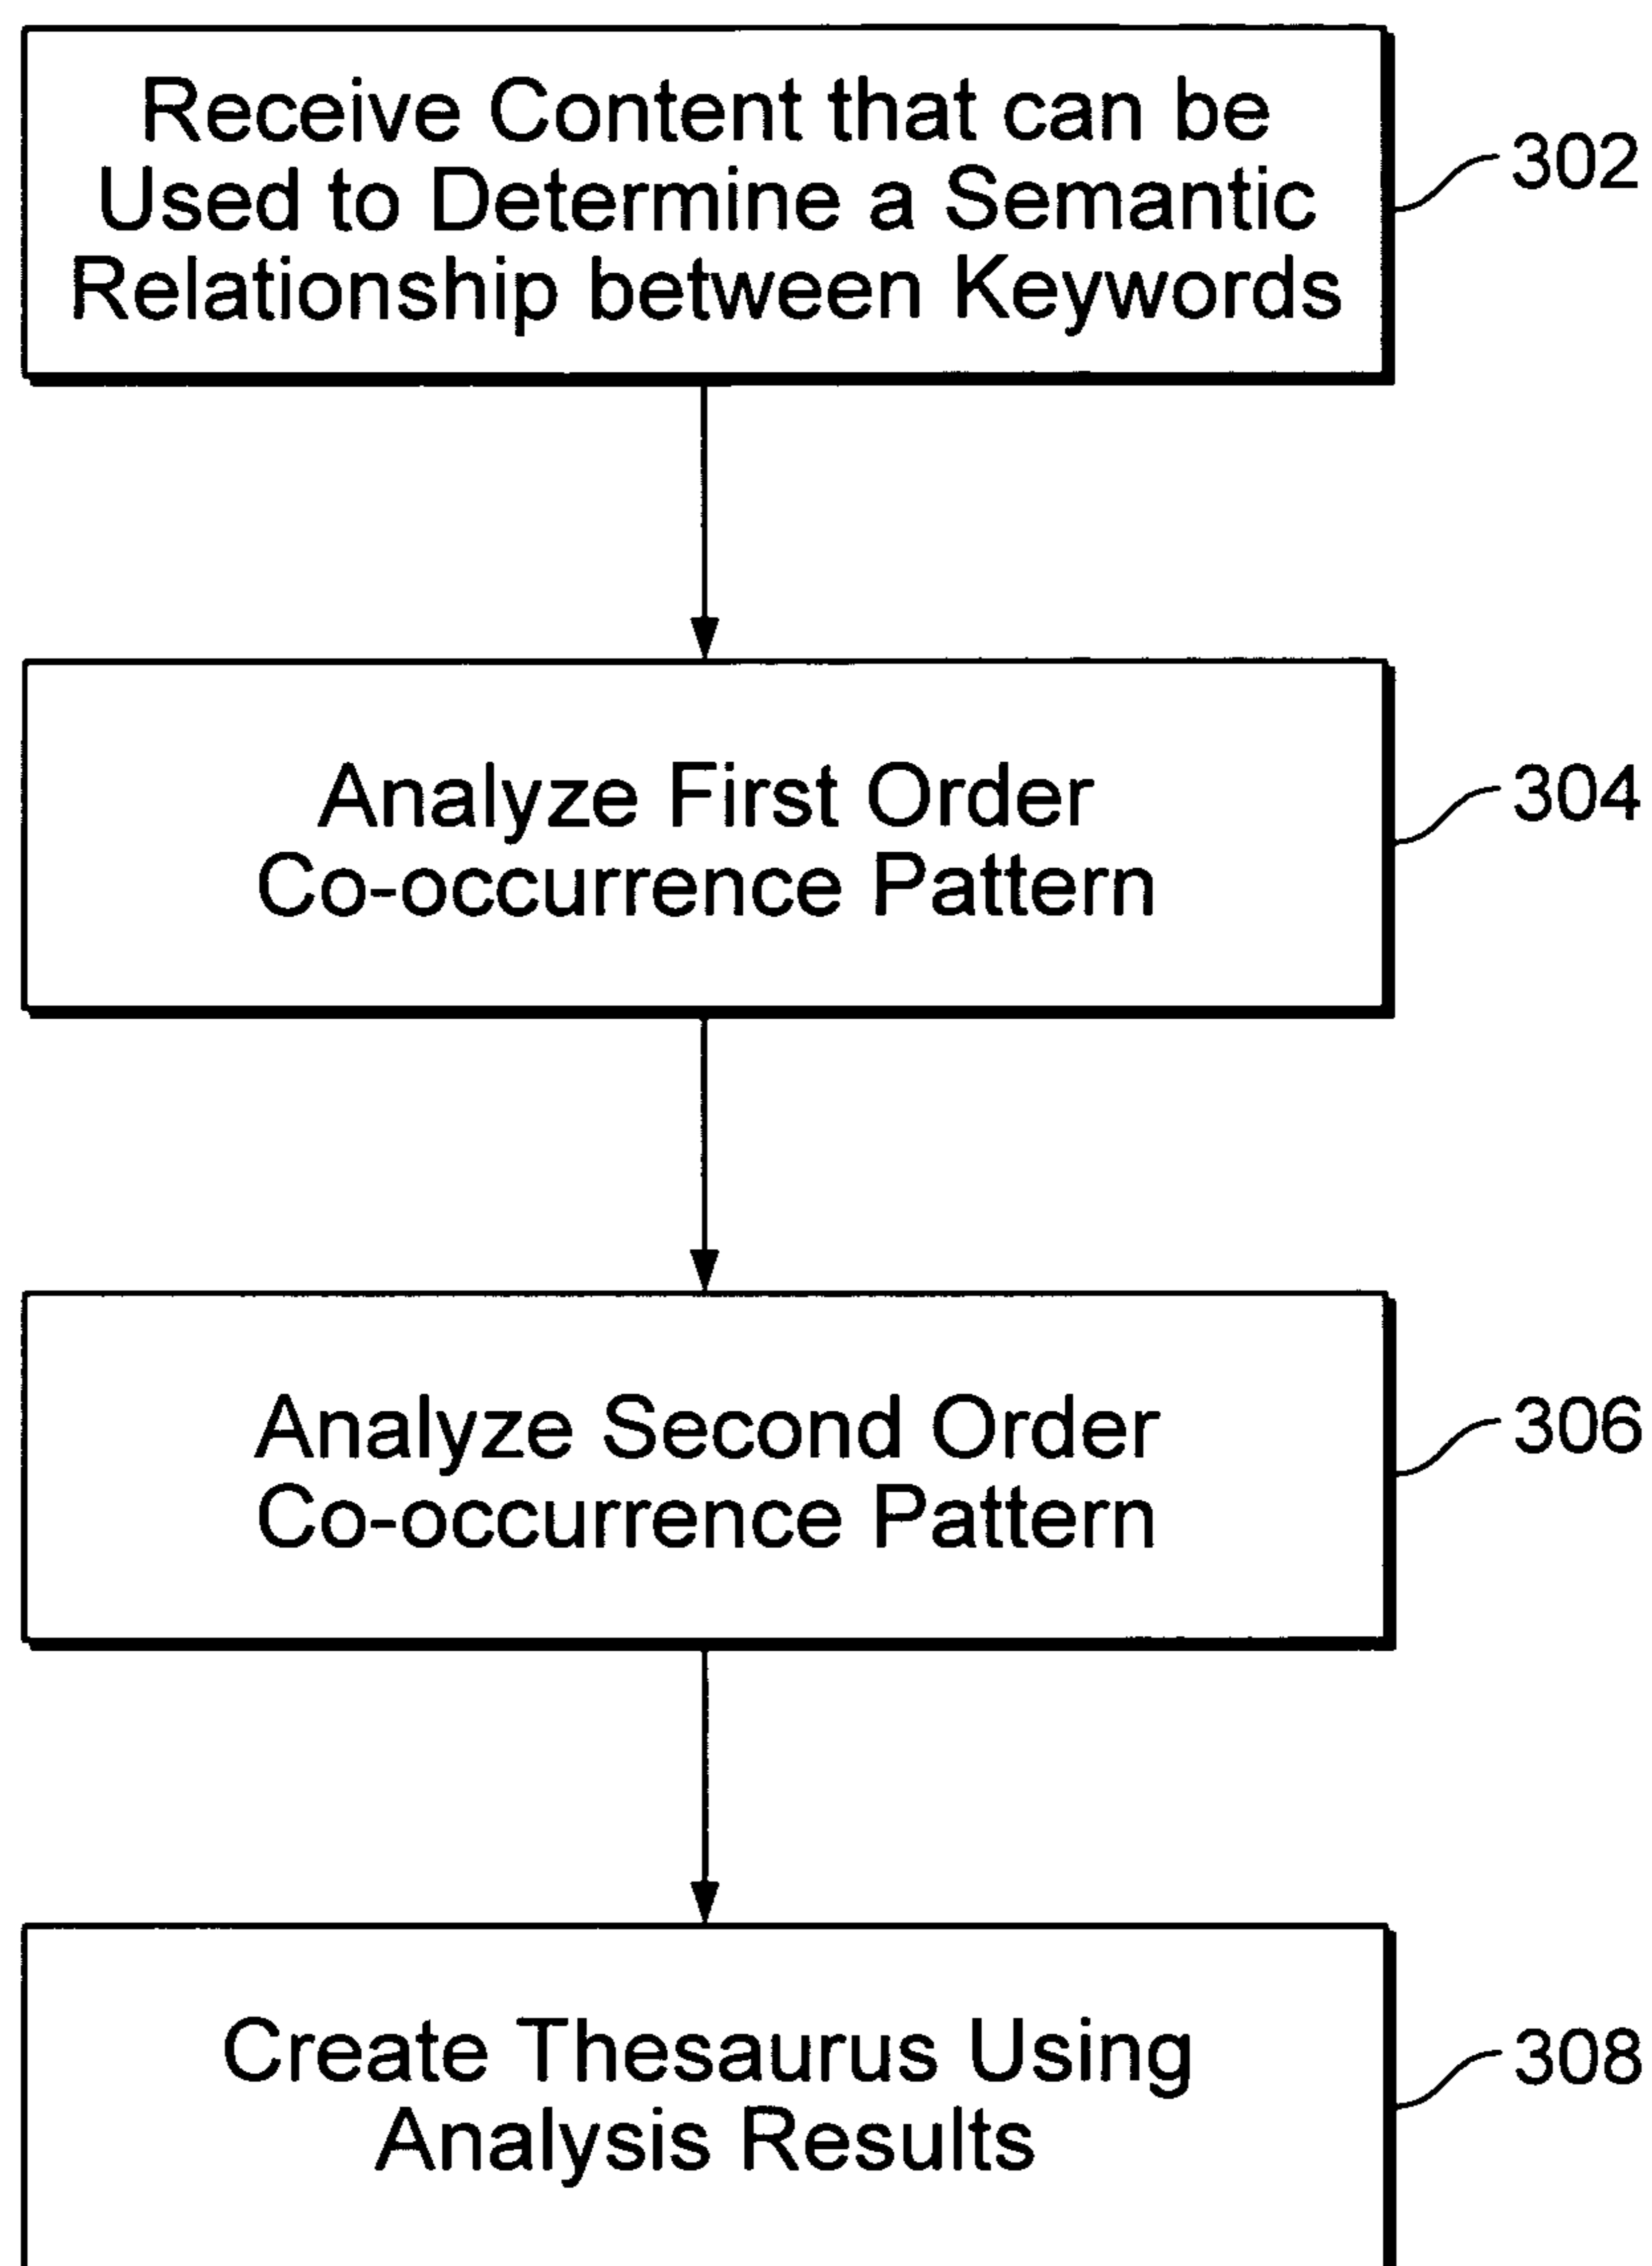 Receive Content that can be
Used to Determine a Semantic
Relationship between Keywords
302
Analyze First Order
Co-occurrence Pattern
304
Analyze Second Order
Co-occurrence Pattern
306
Create Thesaurus Using
Analysis Results
308